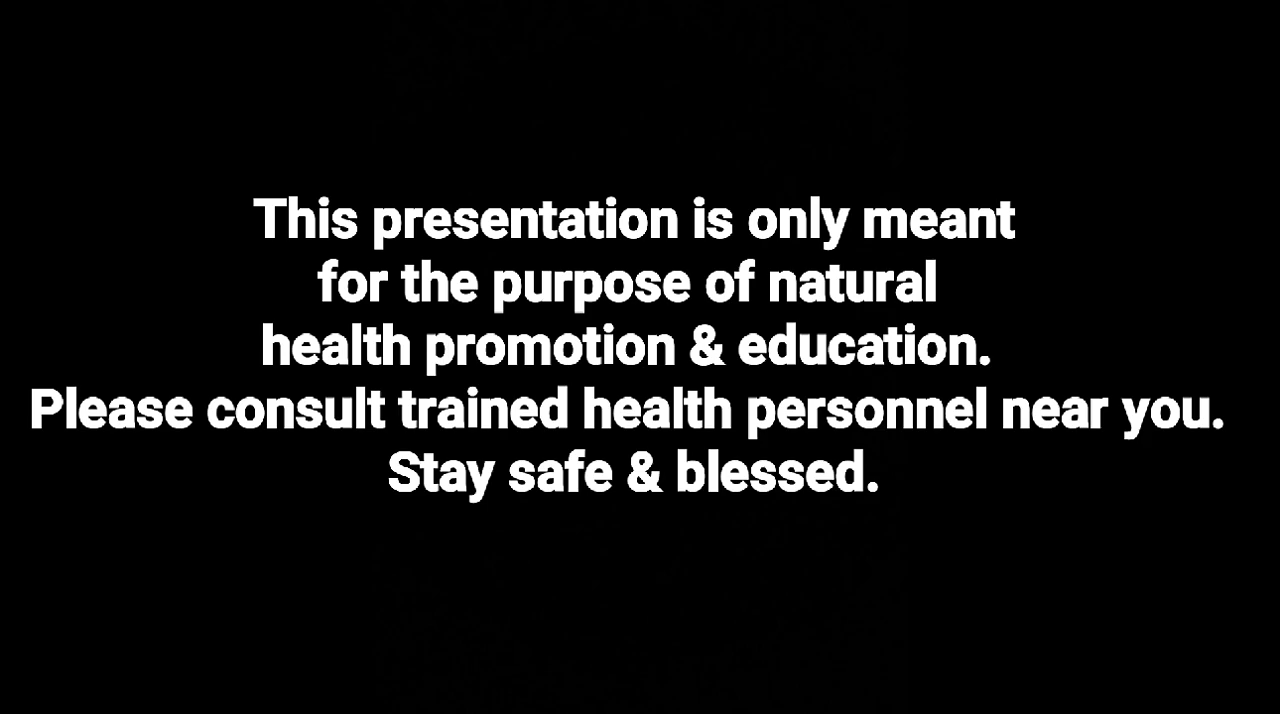 This presentation is only meant
for the purpose of natural
health promotion & education.
Please consult trained health personnel near you.
Stay safe & blessed.